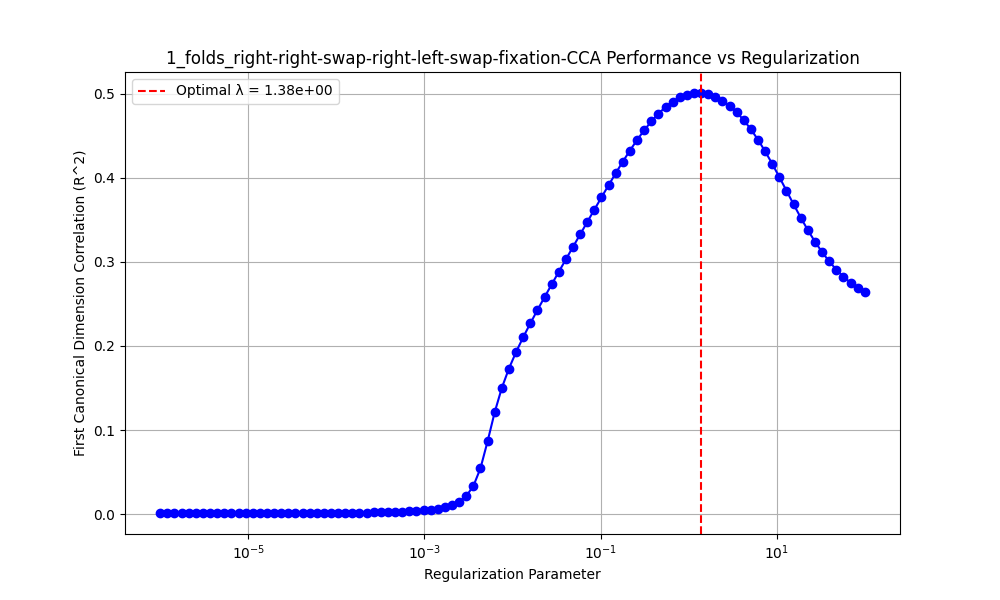 1_folds_right-right-swap-right-left-swap-fixation-CCA Performance vs Regularization
Optimal λ = 1.38e+00
First Canonical Dimension Correlation (R^2)
0.5
0.4
0.3
0.2
0.1
0.0
10^-5
10^-3
10^-1
10^1
Regularization Parameter